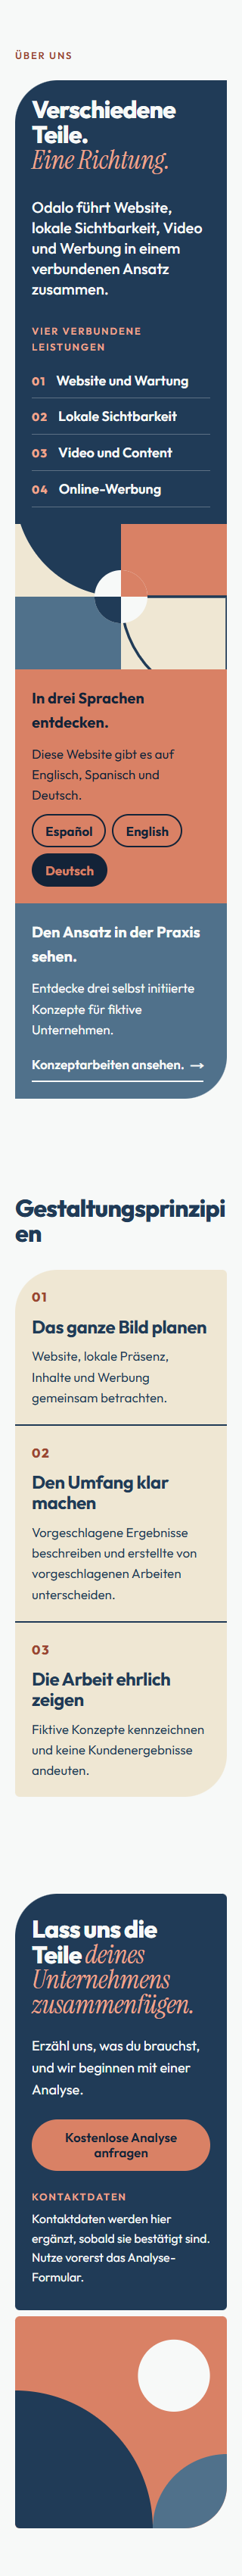 ÜBER UNS
Verschiedene
Teile.
Eine Richtung.
Odalo führt Website,
lokale Sichtbarkeit, Video
und Werbung in einem
verbundenen Ansatz
zusammen.
VIER VERBUNDENE
LEISTUNGEN
01 Website und Wartung
02 Lokale Sichtbarkeit
03 Video und Content
04 Online-Werbung
In drei Sprachen
entdecken.
Diese Website gibt es auf
Englisch, Spanisch und
Deutsch.
Español English
Deutsch
Den Ansatz in der Praxis
sehen.
Entdecke drei selbst initiierte
Konzepte für fiktive
Unternehmen.
Konzeptarbeiten ansehen. →
Gestaltungsprinzipi
en
01
Das ganze Bild planen
Website, lokale Präsenz,
Inhalte und Werbung
gemeinsam betrachten.
02
Den Umfang klar
machen
Vorgeschlagene Ergebnisse
beschreiben und erstellte von
vorgeschlagenen Arbeiten
unterscheiden.
03
Die Arbeit ehrlich
zeigen
Fiktive Konzepte kennzeichnen
und keine Kundenergebnisse
andeuten.
Lass uns die
Teile deines
Unternehmens
zusammenfügen.
Erzähl uns, was du brauchst,
und wir beginnen mit einer
Analyse.
Kostenlose Analyse
anfragen
KONTAKTDATEN
Kontaktdaten werden hier
ergänzt, sobald sie bestätigt sind.
Nutze vorerst das Analyse-
Formular.